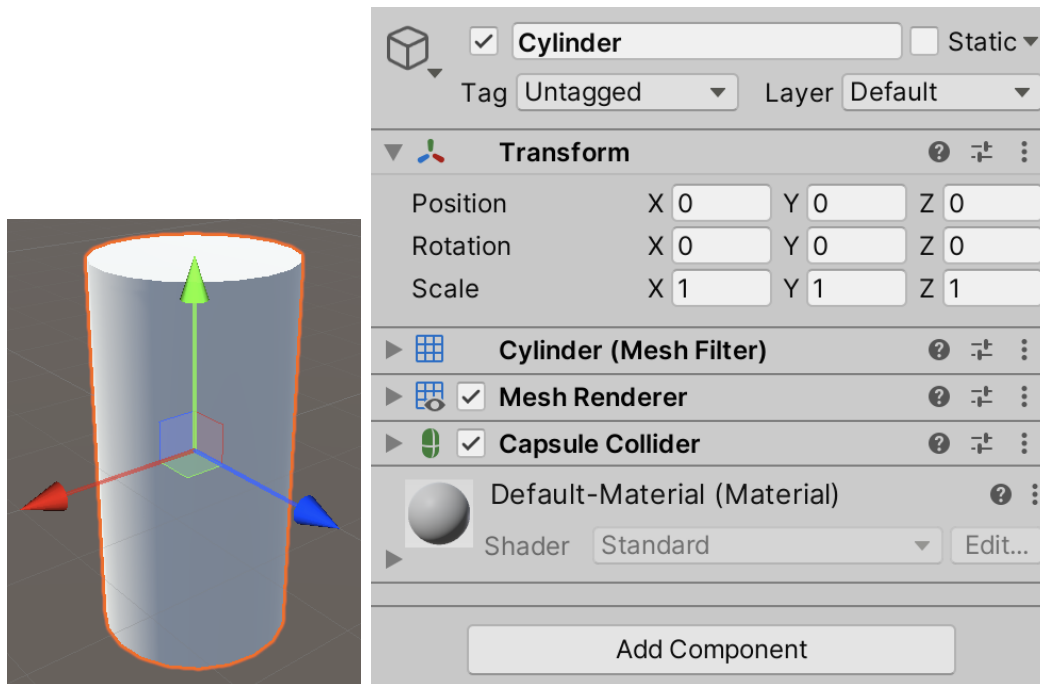 Cylinder Static
Tag Untagged Layer Default
Transform
Position X 0 Y 0 Z 0
Rotation X 0 Y 0 Z 0
Scale X 1 Y 1 Z 1
Cylinder (Mesh Filter)
Mesh Renderer
Capsule Collider
Default-Material (Material)
Shader Standard Edit...
Add Component